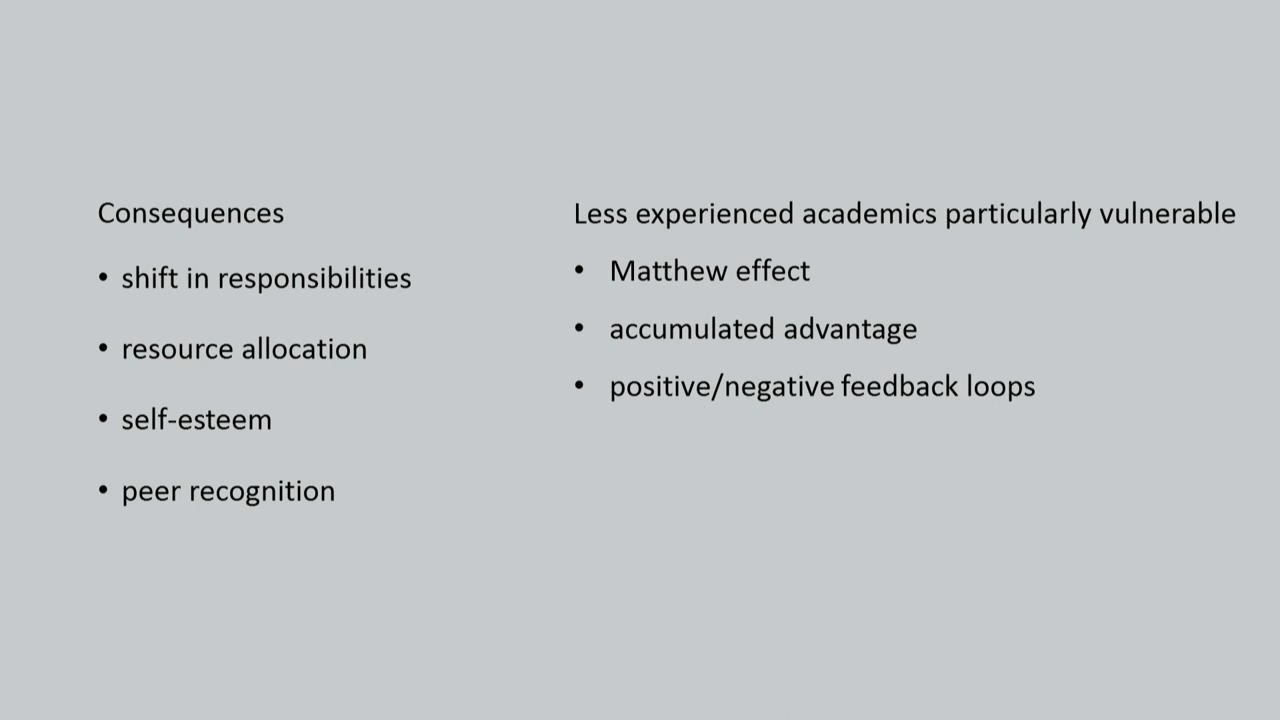 Consequences
• shift in responsibilities
• resource allocation
• self-esteem
• peer recognition
Less experienced academics particularly vulnerable
• Matthew effect
• accumulated advantage
• positive/negative feedback loops